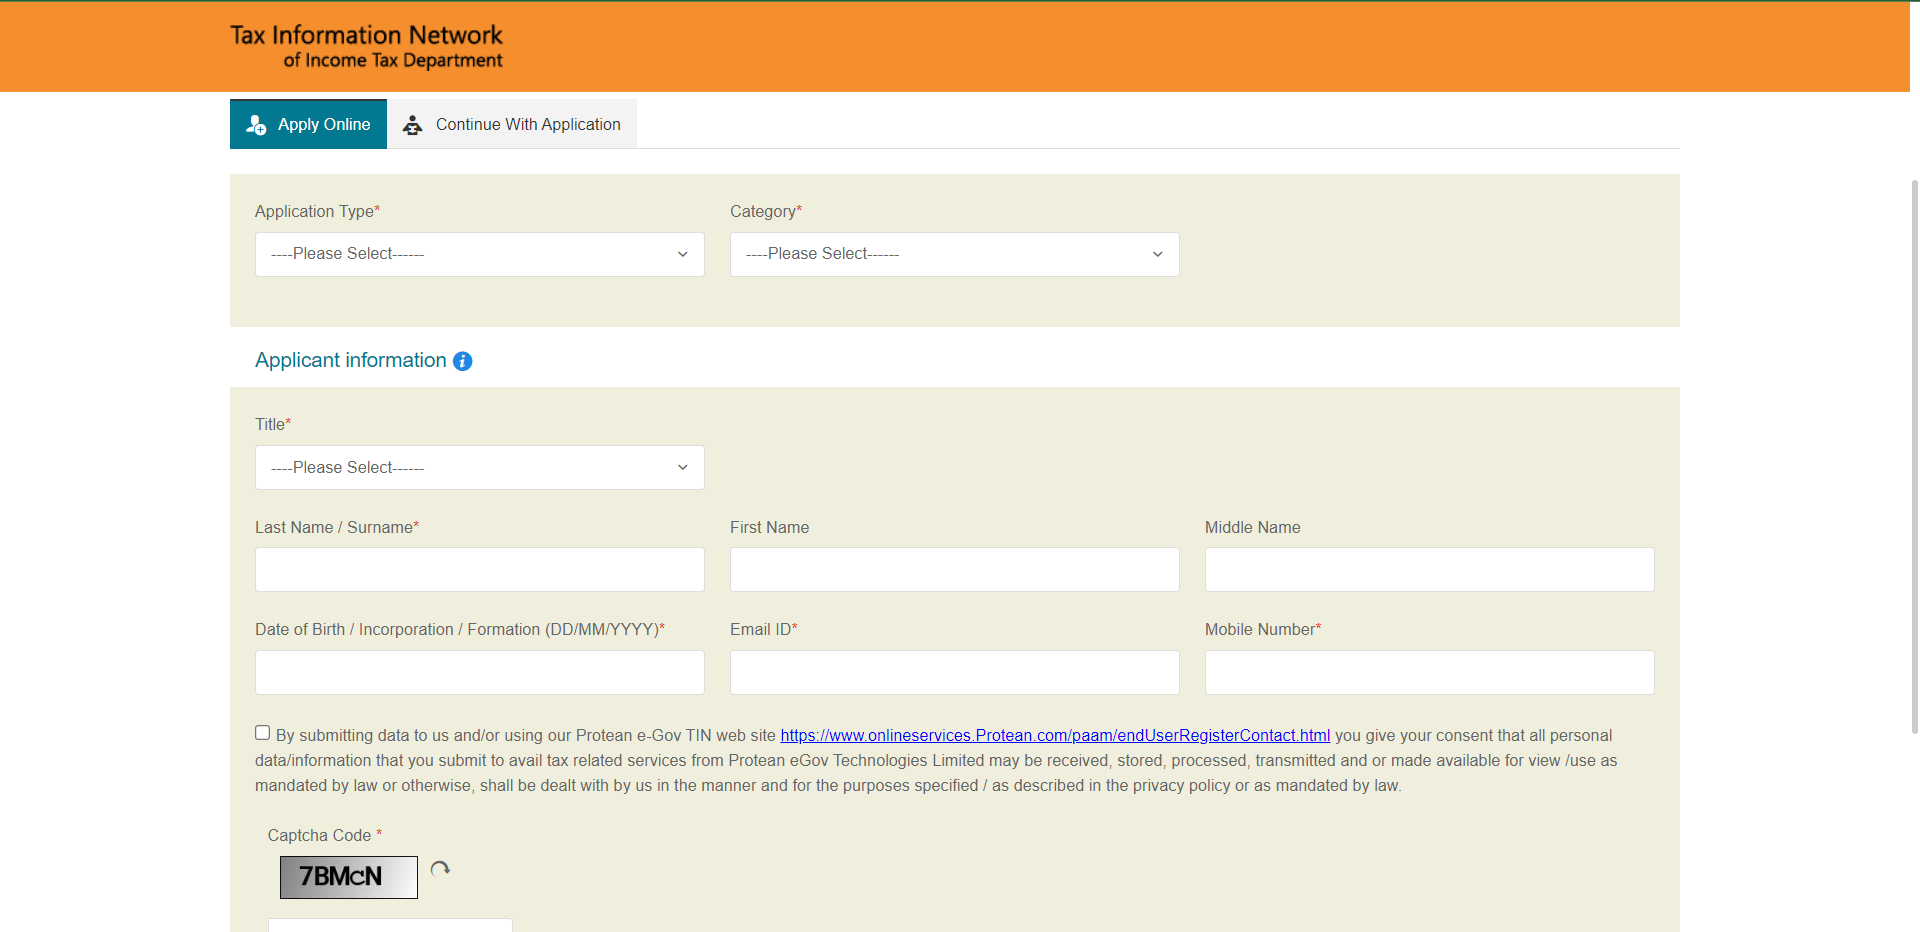 Tax Information Network
of Income Tax Department
Apply Online
Continue With Application
Application Type*
Category*
----Please Select------
----Please Select------
Applicant information
Title*
----Please Select------
Last Name / Surname*
First Name
Middle Name
Date of Birth / Incorporation / Formation (DD/MM/YYYY)*
Email ID*
Mobile Number*
By submitting data to us and/or using our Protean e-Gov TIN web site https://www.onlineservices.Protean.com/paam/endUserRegisterContact.html you give your consent that all personal
data/information that you submit to avail tax related services from Protean eGov Technologies Limited may be received, stored, processed, transmitted and or made available for view /use as
mandated by law or otherwise, shall be dealt with by us in the manner and for the purposes specified / as described in the privacy policy or as mandated by law.
Captcha Code *
7BMcN